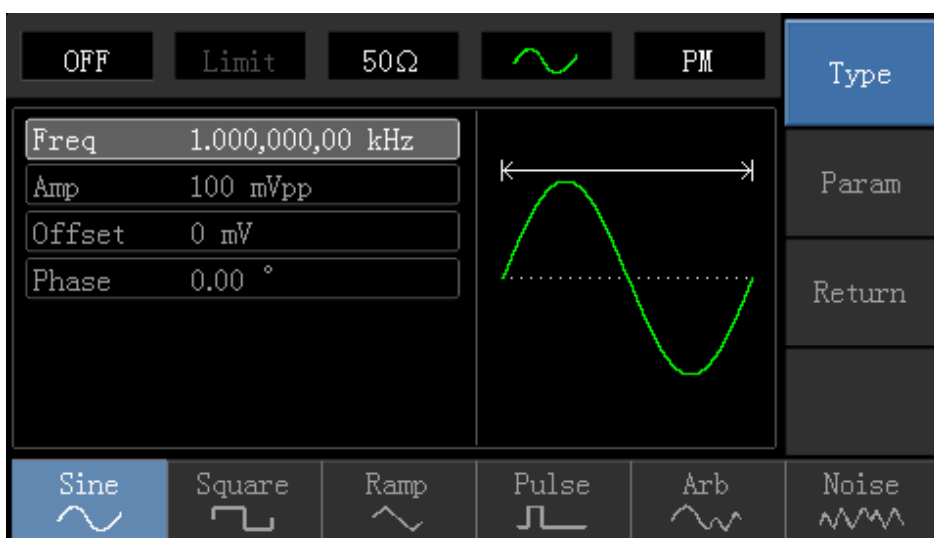 OFF Limit 50Ω PM
Type
Freq 1.000,000,00 kHz
Amp 100 mVpp
Offset 0 mV
Phase 0.00 °
Param
Return
Sine Square Ramp Pulse Arb Noise